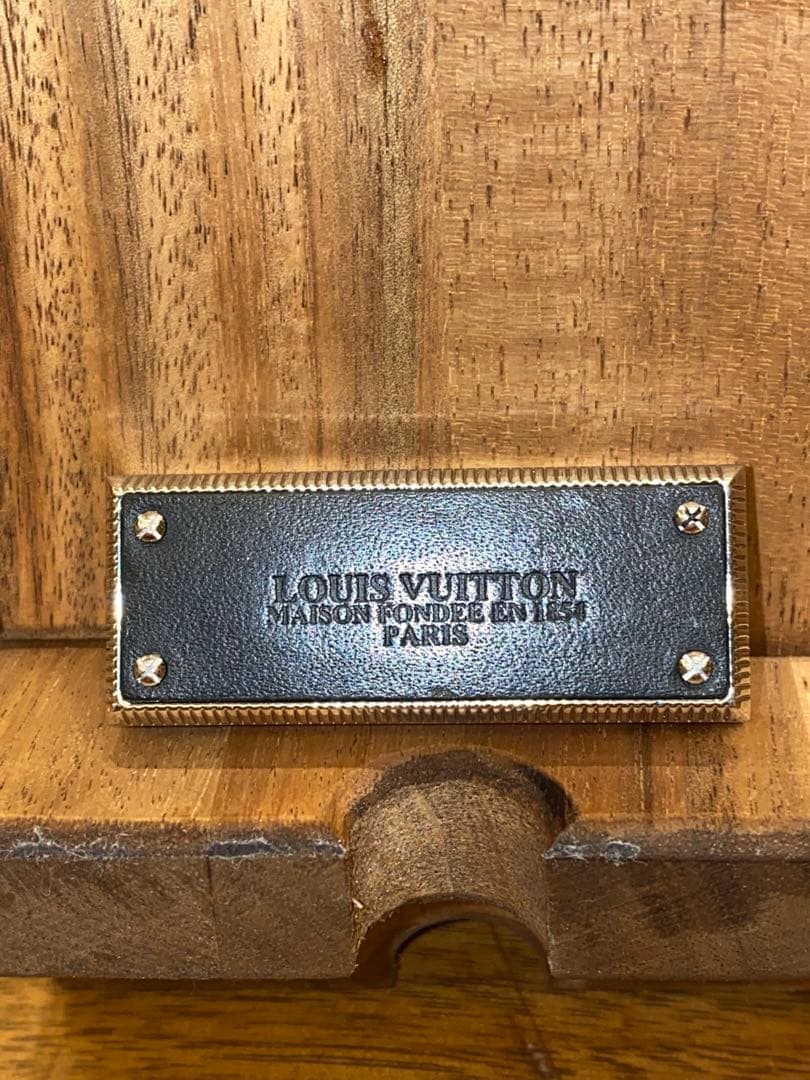 LOUIS VUITTON
MAISON FONDEE EN 1854
PARIS